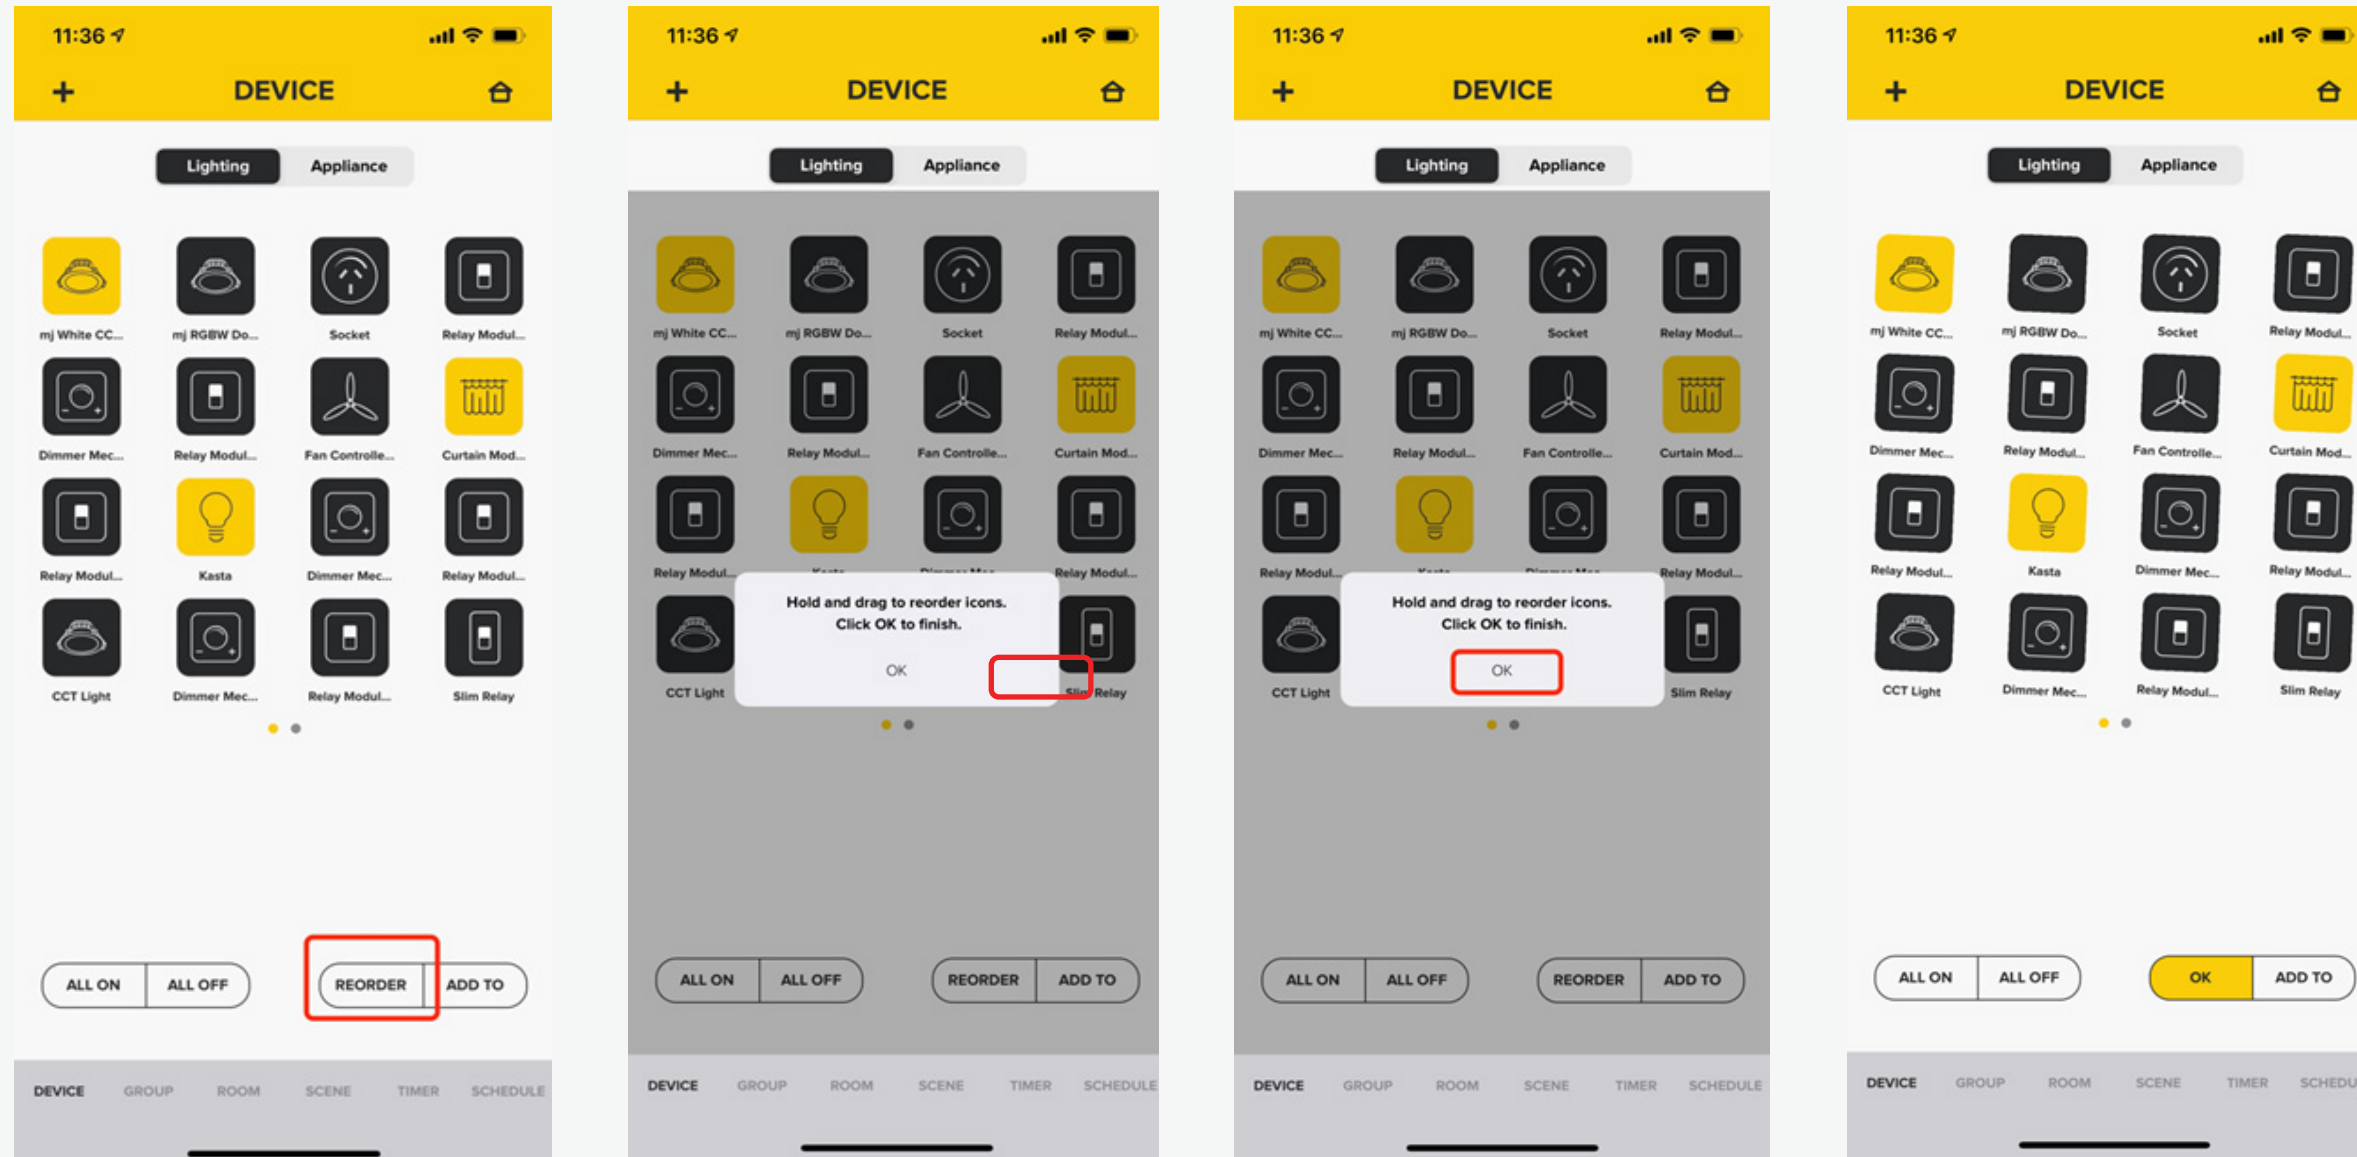 11:36
DEVICE
Lighting Appliance
mj White CC... mj RGBW Do... Socket Relay Modul...
Dimmer Mec... Relay Modul... Fan Controlle... Curtain Mod...
Relay Modul... Kasta Dimmer Mec... Relay Modul...
CCT Light Dimmer Mec... Relay Modul... Slim Relay
ALL ON ALL OFF REORDER ADD TO
DEVICE GROUP ROOM SCENE TIMER SCHEDULE
11:36
DEVICE
Lighting Appliance
mj White CC... mj RGBW Do... Socket Relay Modul...
Dimmer Mec... Relay Modul... Fan Controlle... Curtain Mod...
Relay Modul... Kasta Dimmer Mec... Relay Modul...
Hold and drag to reorder icons.
Click OK to finish.
OK
CCT Light Slim Relay
ALL ON ALL OFF REORDER ADD TO
DEVICE GROUP ROOM SCENE TIMER SCHEDULE
11:36
DEVICE
Lighting Appliance
mj White CC... mj RGBW Do... Socket Relay Modul...
Dimmer Mec... Relay Modul... Fan Controlle... Curtain Mod...
Relay Modul... Kasta Dimmer Mec... Relay Modul...
Hold and drag to reorder icons.
Click OK to finish.
OK
CCT Light Slim Relay
ALL ON ALL OFF REORDER ADD TO
DEVICE GROUP ROOM SCENE TIMER SCHEDULE
11:36
DEVICE
Lighting Appliance
mj White CC... mj RGBW Do... Socket Relay Modul...
Dimmer Mec... Relay Modul... Fan Controlle... Curtain Mod...
Relay Modul... Kasta Dimmer Mec... Relay Modul...
CCT Light Dimmer Mec... Relay Modul... Slim Relay
ALL ON ALL OFF OK ADD TO
DEVICE GROUP ROOM SCENE TIMER SCHEDU